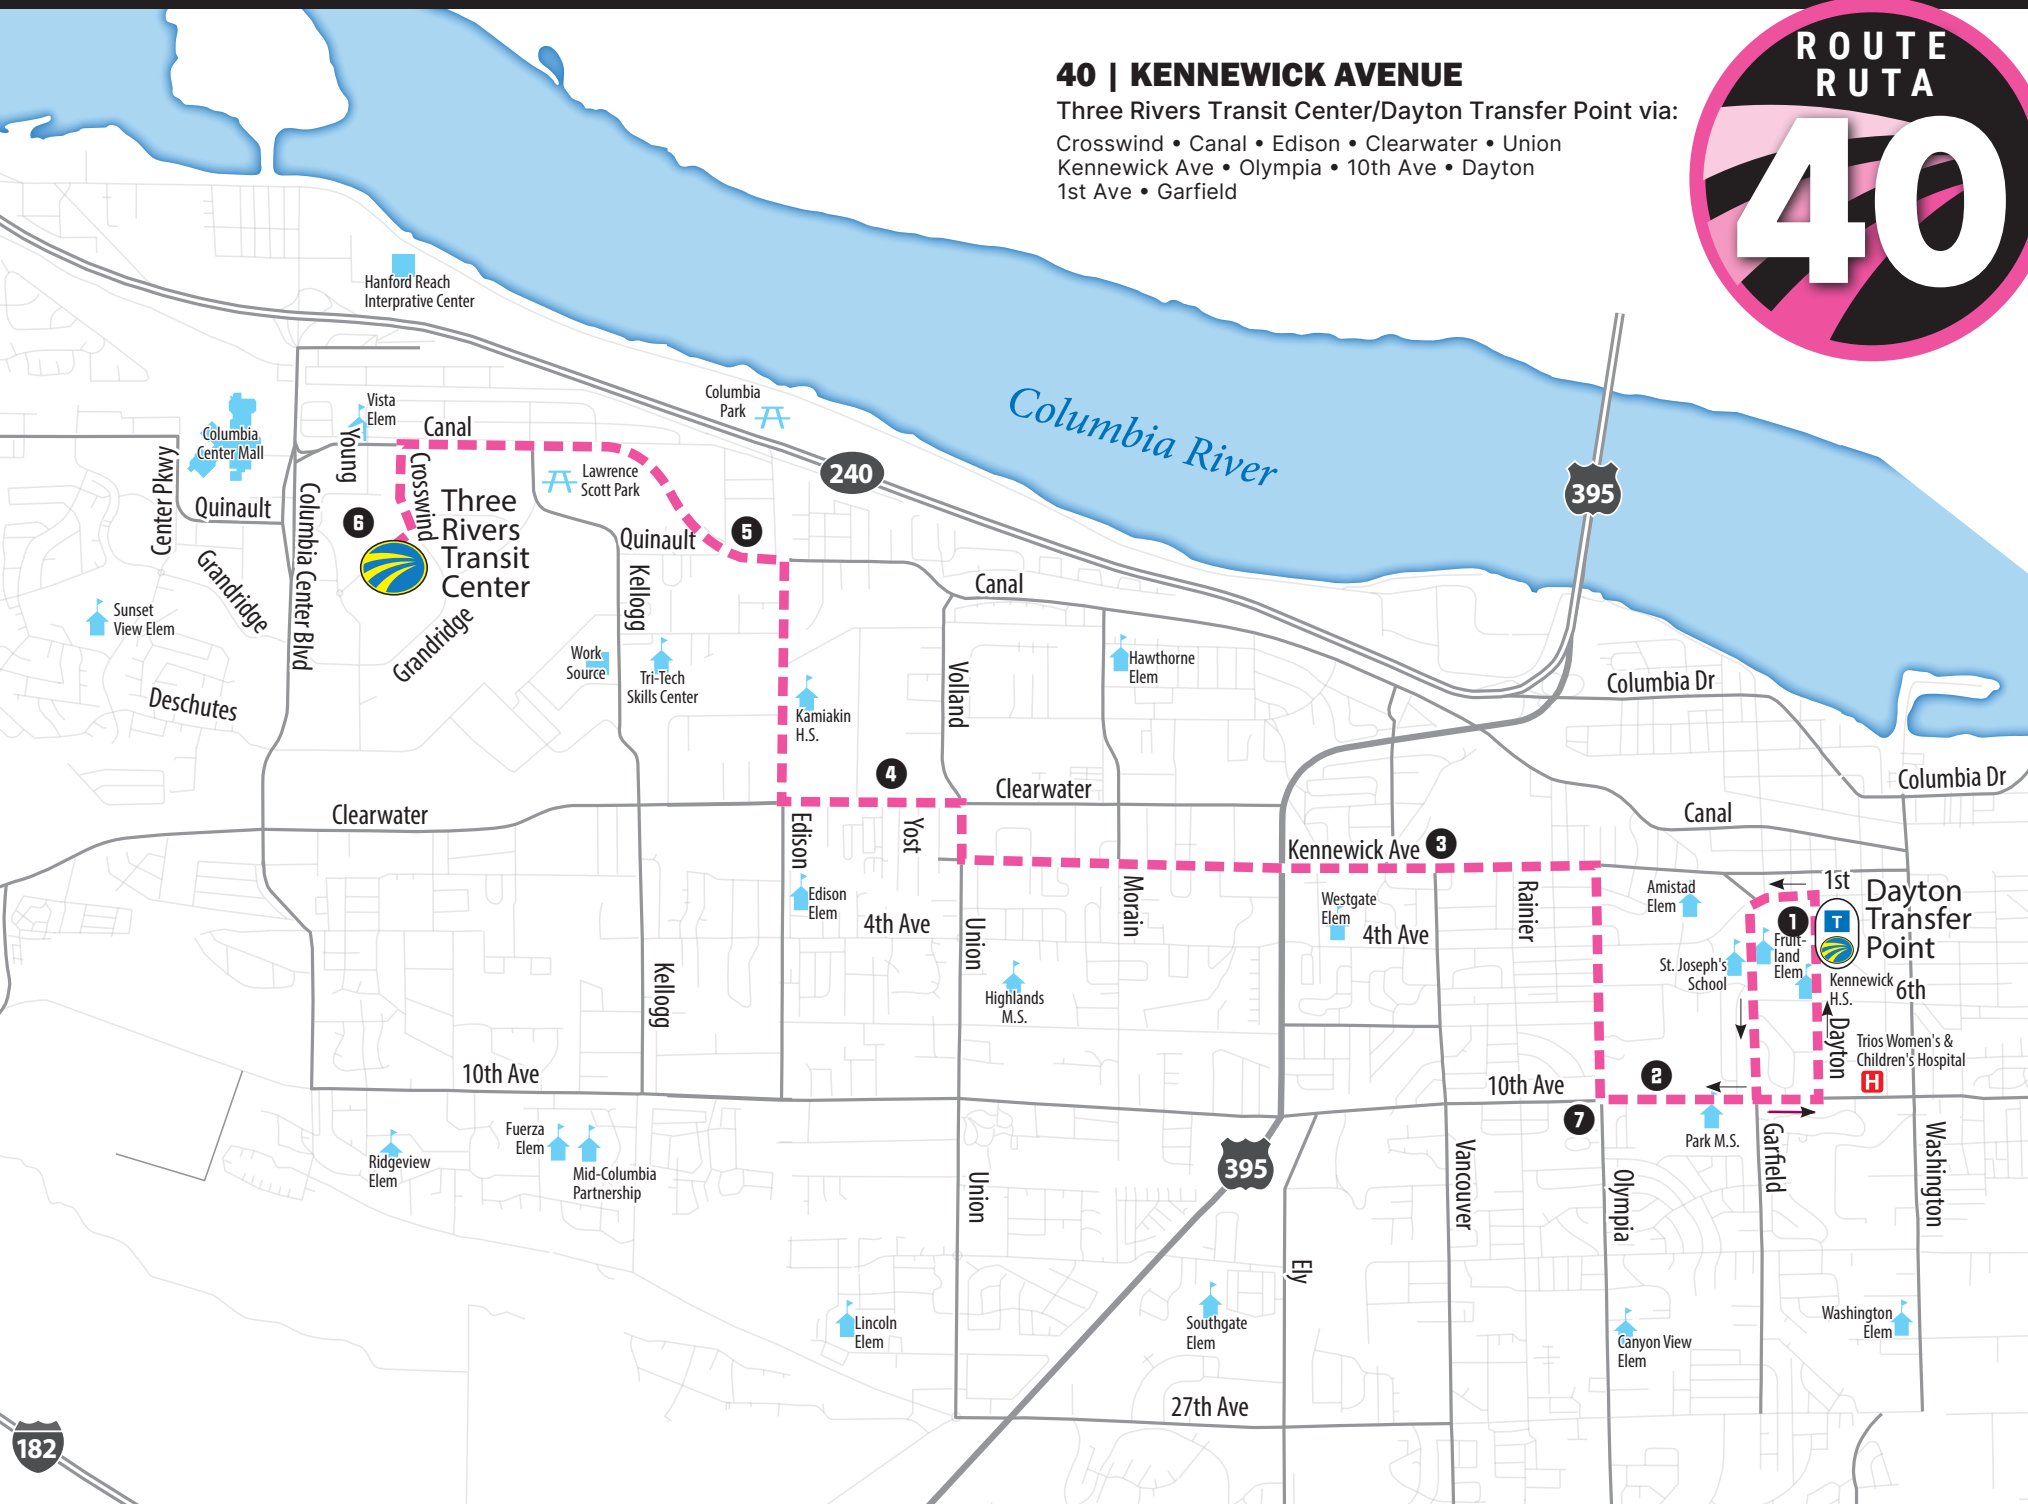 ROUTE
RUTA
40
40 | KENNEWICK AVENUE
Three Rivers Transit Center/Dayton Transfer Point via:
Crosswind • Canal • Edison • Clearwater • Union
Kennewick Ave • Olympia • 10th Ave • Dayton
1st Ave • Garfield
Hanford Reach
Interprative Center
Columbia River
Columbia
Park
240
395
Vista
Elem
Young
Canal
Crosswind
Columbia
Center Mall
Center Pkwy
Quinault
Columbia Center Blvd
Grandridge
6
Three
Rivers
Transit
Center
Lawrence
Scott Park
Quinault
5
Kellogg
Grandridge
Sunset
View Elem
Deschutes
Work
Source
Tri-Tech
Skills Center
Kamiakin
H.S.
Canal
Volland
Hawthorne
Elem
Columbia Dr
Columbia Dr
Canal
4
Clearwater
Clearwater
Edison
Yost
Kennewick Ave
3
Edison
Elem
4th Ave
Union
Morain
Westgate
Elem
4th Ave
Rainier
Amistad
Elem
1st
1
T
Dayton
Transfer
Point
Fruit-
land
Elem
St. Joseph's
School
Kennewick
H.S.
6th
Dayton
Trios Women's &
Children's Hospital
H
Highlands
M.S.
Kellogg
10th Ave
10th Ave
2
7
Park M.S.
Garfield
Washington
Ridgeview
Elem
Fuerza
Elem
Mid-Columbia
Partnership
Union
395
Vancouver
Olympia
Ely
Lincoln
Elem
Southgate
Elem
Canyon View
Elem
Washington
Elem
27th Ave
182